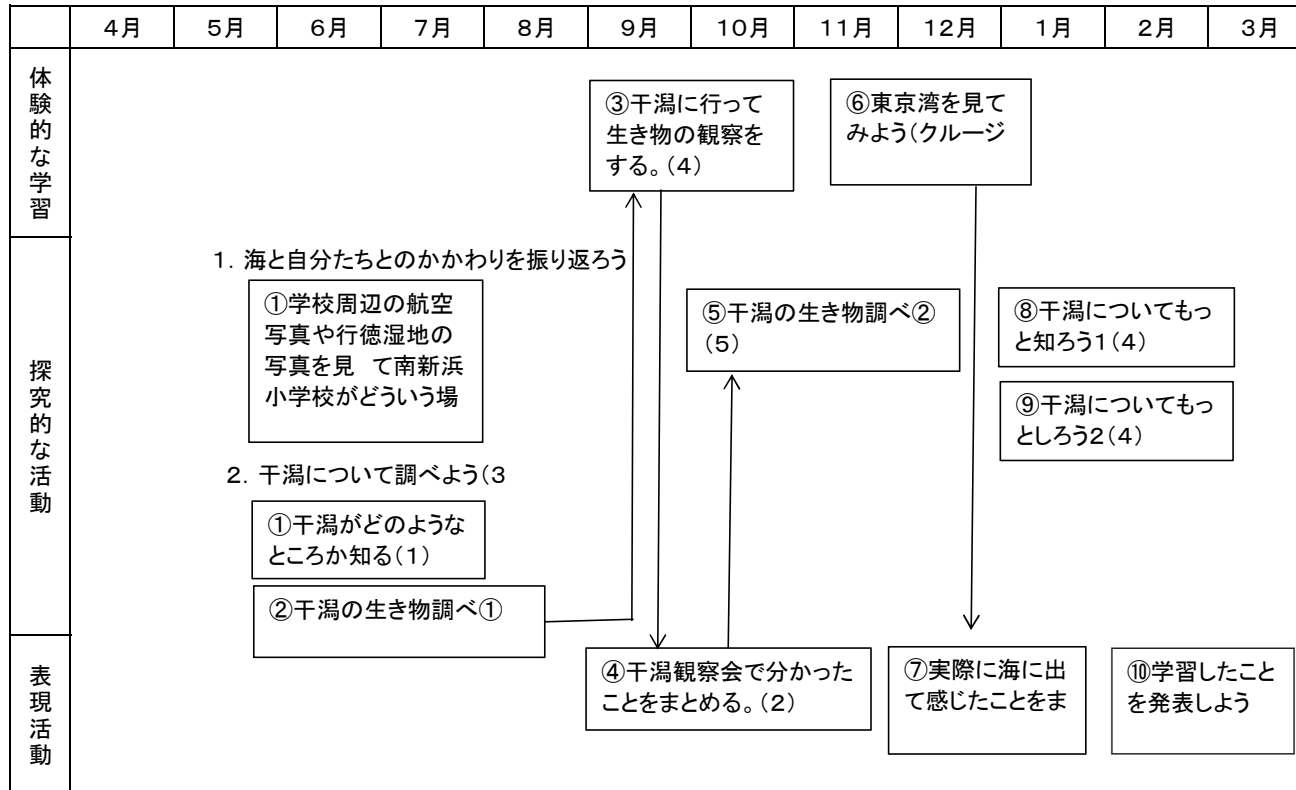 4月 5月 6月 7月 8月 9月 10月 11月 12月 1月 2月 3月
体験的な学習
③干潟に行って
生き物の観察を
する。(4)
⑥東京湾を見て
みよう(クルージ
探究的な活動
1．海と自分たちとのかかわりを振り返ろう
①学校周辺の航空
写真や行徳湿地の
写真を見 て南新浜
小学校がどういう場
⑤干潟の生き物調べ②
(5)
⑧干潟についてもっ
と知ろう1(4)
⑨干潟についてもっ
としろう2(4)
2．干潟について調べよう(3
①干潟がどのような
ところか知る(1)
②干潟の生き物調べ①
表現活動
④干潟観察会で分かった
ことをまとめる。(2)
⑦実際に海に出
て感じたことをま
⑩学習したこと
を発表しよう